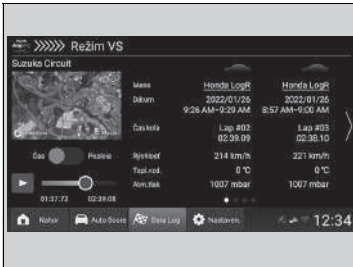 Režim VS
Suzuka Circuit
Meno Honda LogR Honda LogR
Dátum 2022/01/26 2022/01/26
9:26 AM~9:29 AM 8:57 AM~9:00 AM
Čas kola Lap #02 Lap #03
02:39.09 02:38.10
Čas Pozícia
Rýchlosť 214 km/h 221 km/h
Tepl.vod. 0 °C 0 °C
Atm.tlak 1007 mbar 1007 mbar
01:37.72 02:39.08
Návrat Auto Score Data Log Nastaven. 12:34